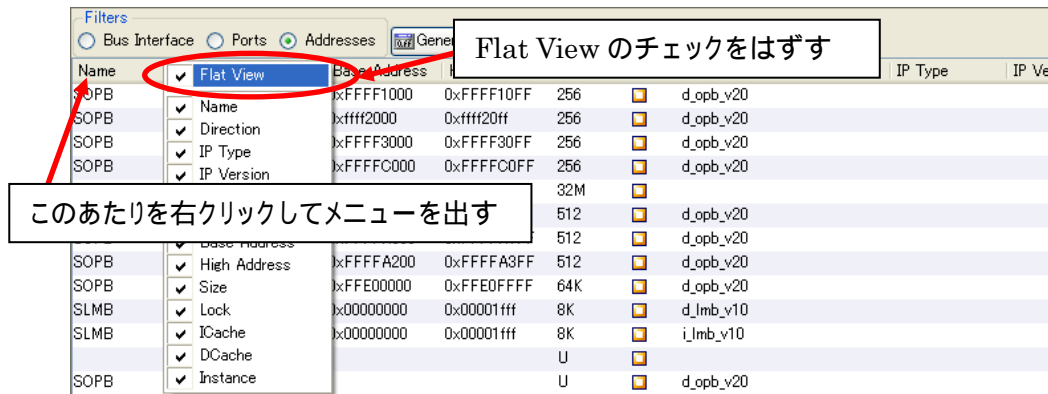 Filters
Bus Interface Ports Addresses
Flat View のチェックをはずす
Name Flat View Base Address IP Type
SOPB 0xFFFF1000 0xFFFF10FF 256 d_opb_v20
Name
SOPB 0xffff2000 0xffff20ff 256 d_opb_v20
Direction
SOPB 0xFFFF3000 0xFFFF30FF 256 d_opb_v20
IP Type
SOPB 0xFFFFC000 0xFFFFC0FF 256 d_opb_v20
IP Version
32M
このあたりを右クリックしてメニューを出す
512 d_opb_v20
Base Address 512 d_opb_v20
SOPB High Address 0xFFFFA200 0xFFFFA3FF 512 d_opb_v20
SOPB Size 0xFFE00000 0xFFE0FFFF 64K d_opb_v20
SLMB Lock 0x00000000 0x00001fff 8K d_lmb_v10
SLMB ICache 0x00000000 0x00001fff 8K i_lmb_v10
DCache U
SOPB Instance U d_opb_v20